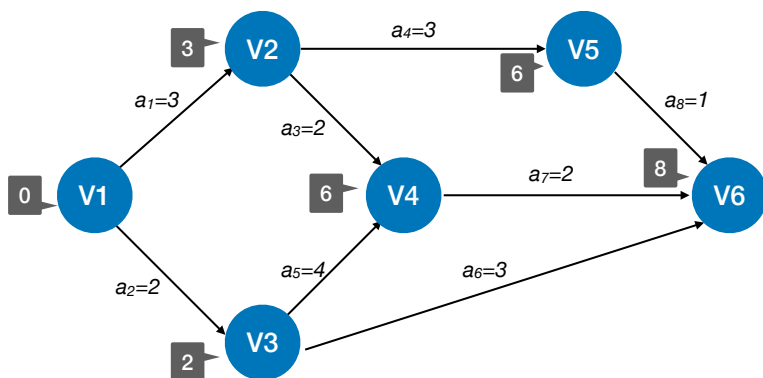 3
V2
a₄=3
V5
6
a₁=3
a₃=2
a₈=1
0
V1
6
V4
a₇=2
8
V6
a₂=2
a₅=4
a₆=3
2
V3